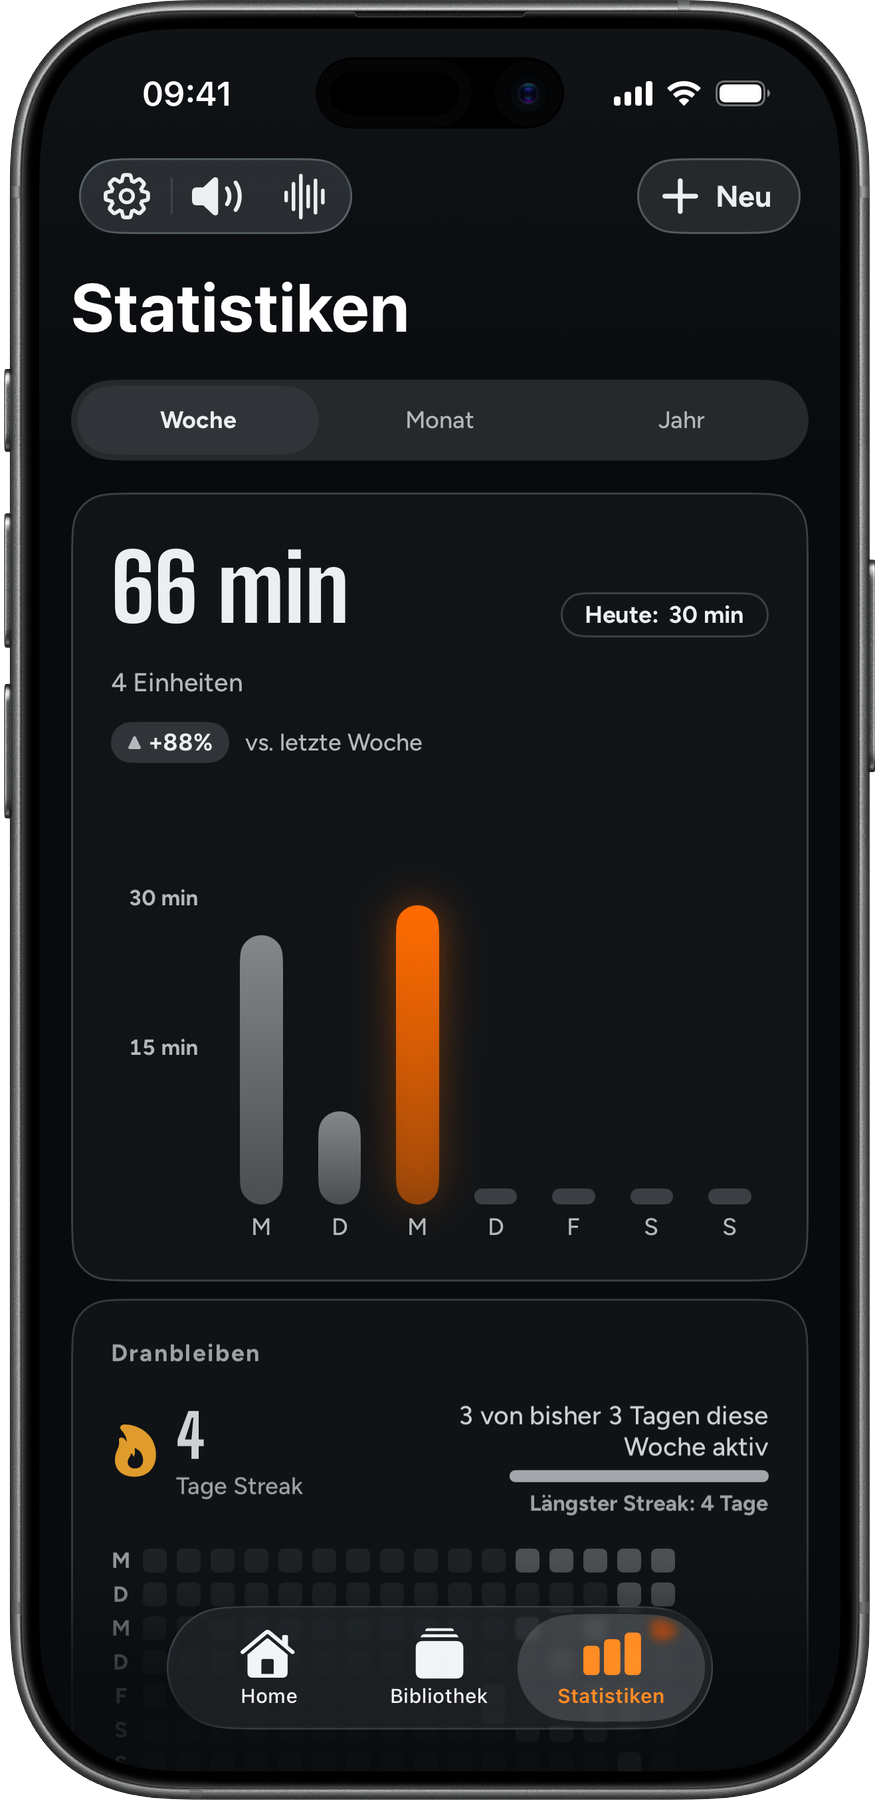 09:41
Neu
Statistiken
Woche Monat Jahr
66 min
Heute: 30 min
4 Einheiten
+88% vs. letzte Woche
30 min
15 min
M D M D F S S
Dranbleiben
4
Tage Streak
3 von bisher 3 Tagen diese
Woche aktiv
Längster Streak: 4 Tage
M
D
M
D
F
S
S
Home Bibliothek Statistiken